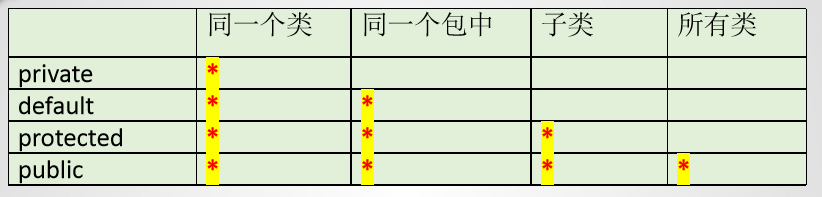 同一个类 同一个包中 子类 所有类
private *
default * *
protected * * *
public * * * *